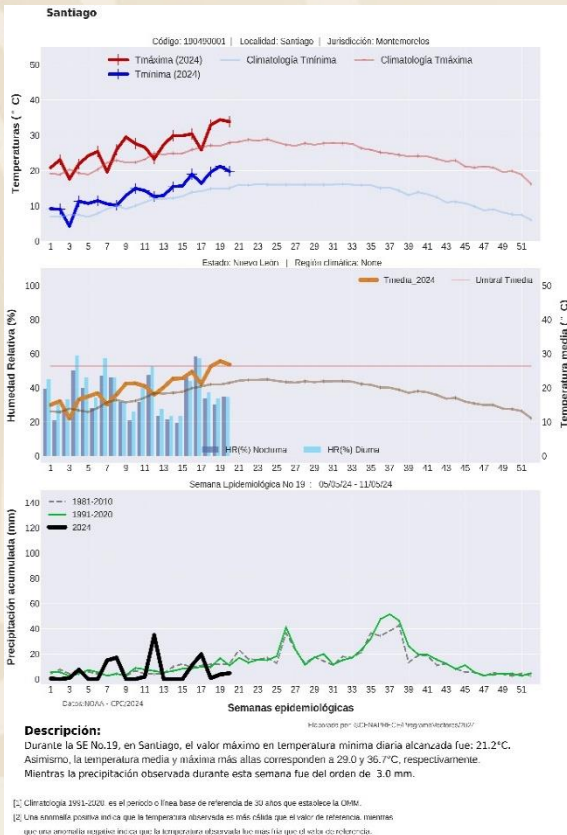 Santiago
Código: 190490001 | Localidad: Santiago | Jurisdicción: Montemorelos
Temperaturas (° C)
Tmáxima (2024)
Tmínima (2024)
Climatología Tmínima
Climatología Tmáxima
50
40
30
20
10
0
1 3 5 7 9 11 13 15 17 19 21 23 25 27 29 31 33 35 37 39 41 43 45 47 49 51
Estado: Nuevo León | Región climática: Norte
Humedad Relativa (%)
Temperatura media (° C)
Tmedia_2024
Umbral Tmedia
100
80
60
40
20
0
50
40
30
20
10
0
HR(%) Nocturna
HR(%) Diurna
1 3 5 7 9 11 13 15 17 19 21 23 25 27 29 31 33 35 37 39 41 43 45 47 49 51
Semana Epidemiológica No 19 : 05/05/24 - 11/05/24
Precipitación acumulada (mm)
1981-2010
1991-2020
2024
140
120
100
80
60
40
20
0
1 3 5 7 9 11 13 15 17 19 21 23 25 27 29 31 33 35 37 39 41 43 45 47 49 51
Datos:NOAA - CPC/2024
Semanas epidemiológicas
Descripción:
Durante la SE No.19, en Santiago, el valor máximo en temperatura mínima diaria alcanzada fue: 21.2°C.
Asimismo, la temperatura media y máxima más altas corresponden a 29.0 y 36.7°C, respectivamente.
Mientras la precipitación observada durante esta semana fue del orden de 3.0 mm.
[1] Climatología 1991-2020. es el periodo o línea base de referencia de 30 años que establece la OMM.
[2] Una anomalía positiva indica que la temperatura observada es más cálida que el valor de referencia. mientras
que una anomalía negativa indica que la temperatura observada fue más fría que el valor de referencia.